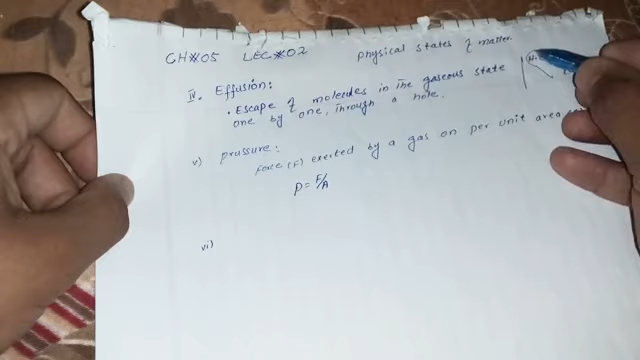 CH#05 LEC#02 Physical states of matter.
IV. Effusion:
• Escape of molecules in the gaseous state
one by one, through a hole.
v) pressure:
force (F) exerted by a gas on per unit area
P = F/A
vi)